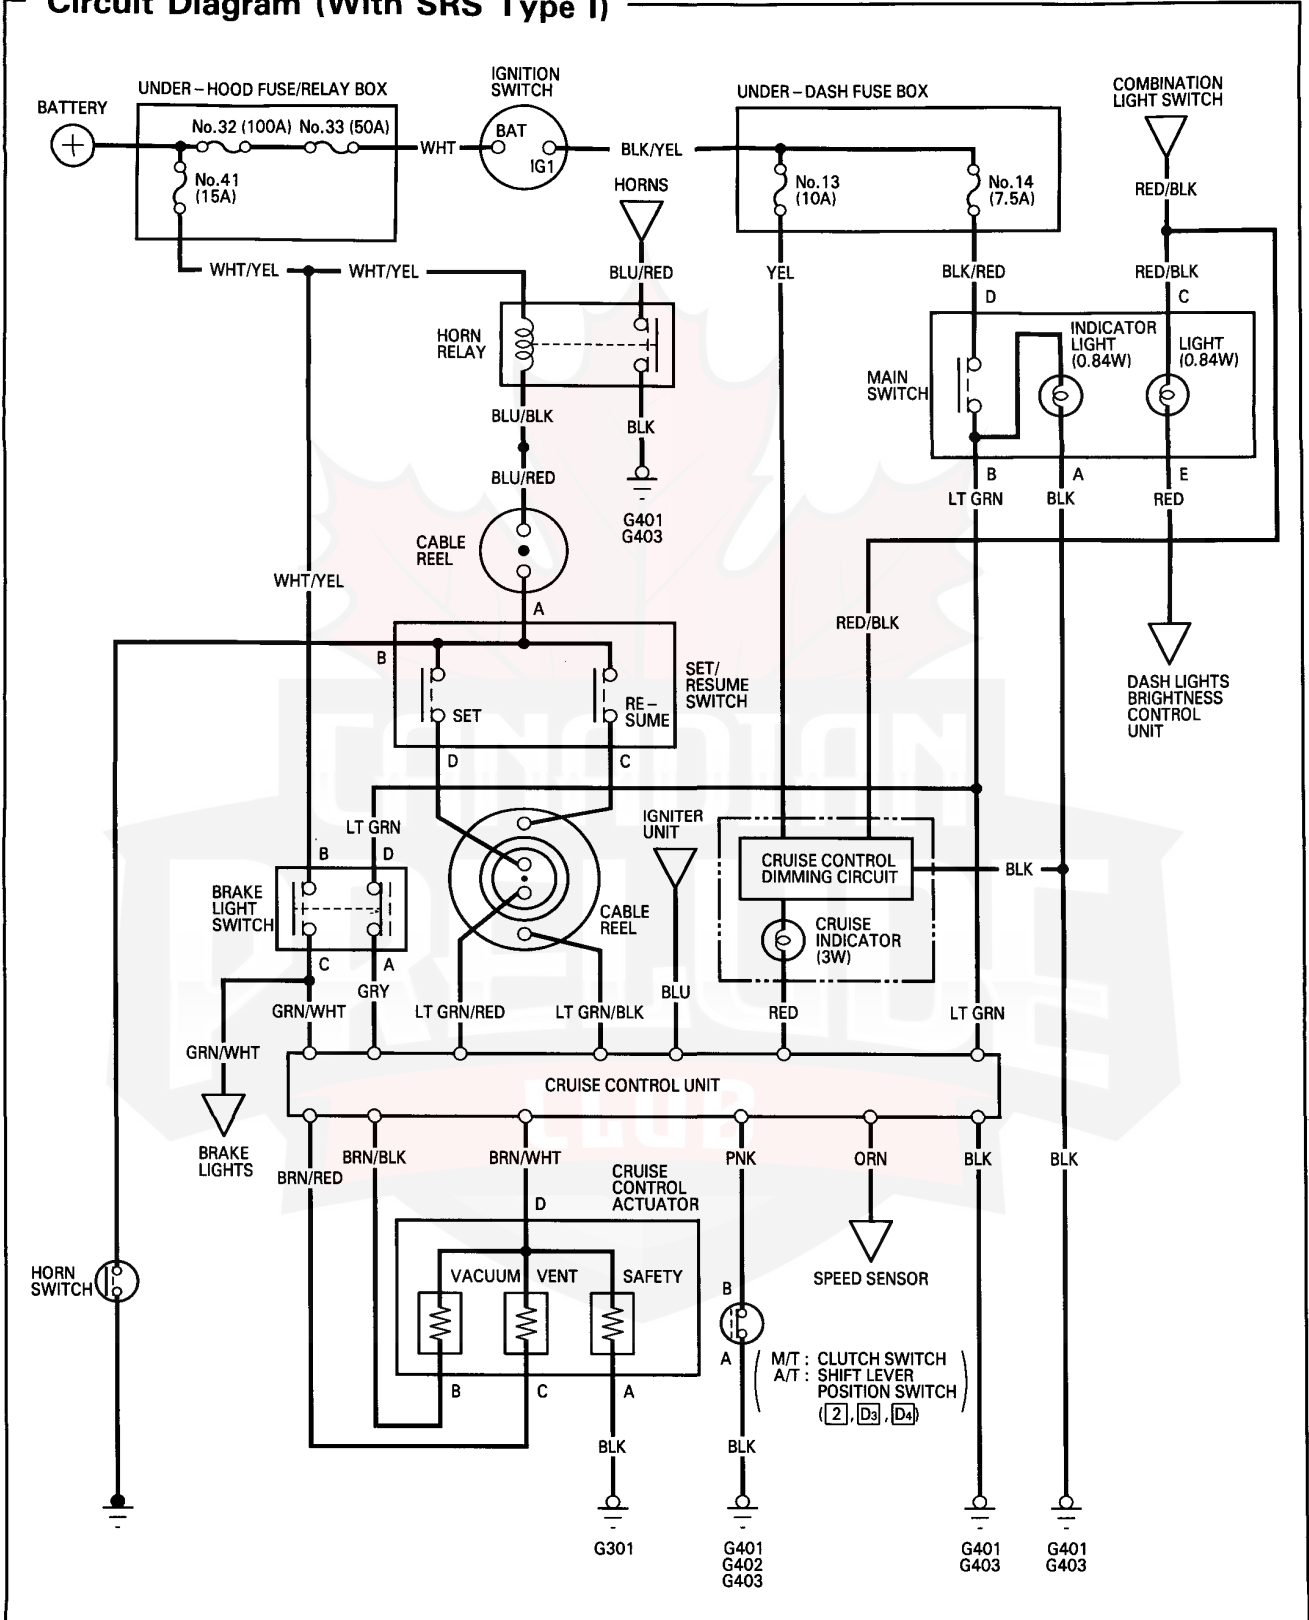 Circuit Diagram (With SRS Type I)
BATTERY
UNDER-HOOD FUSE/RELAY BOX
No.32 (100A) No.33 (50A)
No.41
(15A)
WHT
IGNITION
SWITCH
BAT
IG1
BLK/YEL
UNDER-DASH FUSE BOX
No.13
(10A)
No.14
(7.5A)
COMBINATION
LIGHT SWITCH
RED/BLK
HORNS
WHT/YEL
WHT/YEL
BLU/RED
YEL
BLK/RED
RED/BLK
D
C
HORN
RELAY
INDICATOR
LIGHT
(0.84W)
LIGHT
(0.84W)
MAIN
SWITCH
BLU/BLK
BLK
BLU/RED
B
A
E
LT GRN
BLK
RED
G401
G403
CABLE
REEL
WHT/YEL
A
RED/BLK
B
SET
RE-
SUME
SET/
RESUME
SWITCH
DASH LIGHTS
BRIGHTNESS
CONTROL
UNIT
D
C
LT GRN
B
D
IGNITER
UNIT
CRUISE CONTROL
DIMMING CIRCUIT
BLK
BRAKE
LIGHT
SWITCH
CABLE
REEL
CRUISE
INDICATOR
(3W)
C
A
GRY
GRN/WHT
LT GRN/RED
LT GRN/BLK
BLU
RED
LT GRN
GRN/WHT
CRUISE CONTROL UNIT
CANADIAN
PRELUDE
CLUB
BRAKE
LIGHTS
BRN/RED
BRN/BLK
BRN/WHT
PNK
ORN
BLK
BLK
CRUISE
CONTROL
ACTUATOR
D
VACUUM
VENT
SAFETY
SPEED SENSOR
HORN
SWITCH
B
A
B
C
A
M/T : CLUTCH SWITCH
A/T : SHIFT LEVER
POSITION SWITCH
(2, D3, D4)
BLK
BLK
G301
G401
G402
G403
G401
G403
G401
G403